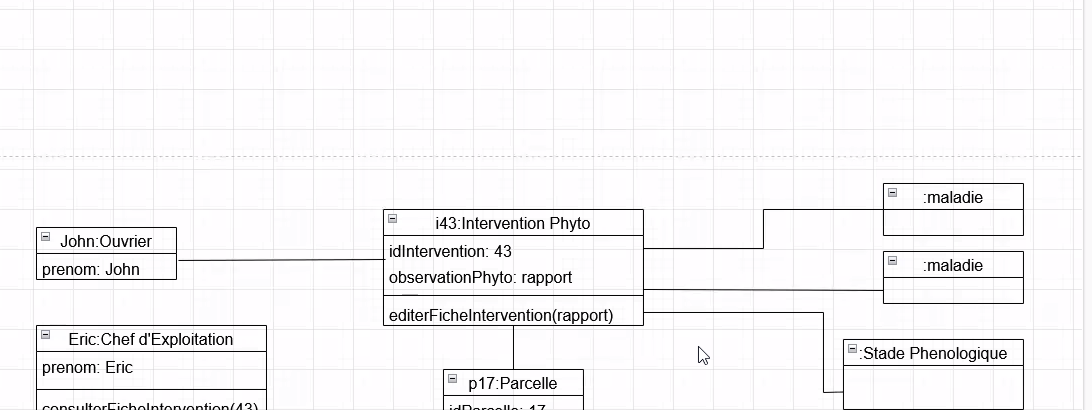 :maladie
i43:Intervention Phyto
John:Ouvrier
idIntervention: 43
prenom: John
:maladie
observationPhyto: rapport
editerFicheIntervention(rapport)
Eric:Chef d'Exploitation
:Stade Phenologique
prenom: Eric
p17:Parcelle
consulterFicheIntervention(43)
idParcelle: 17